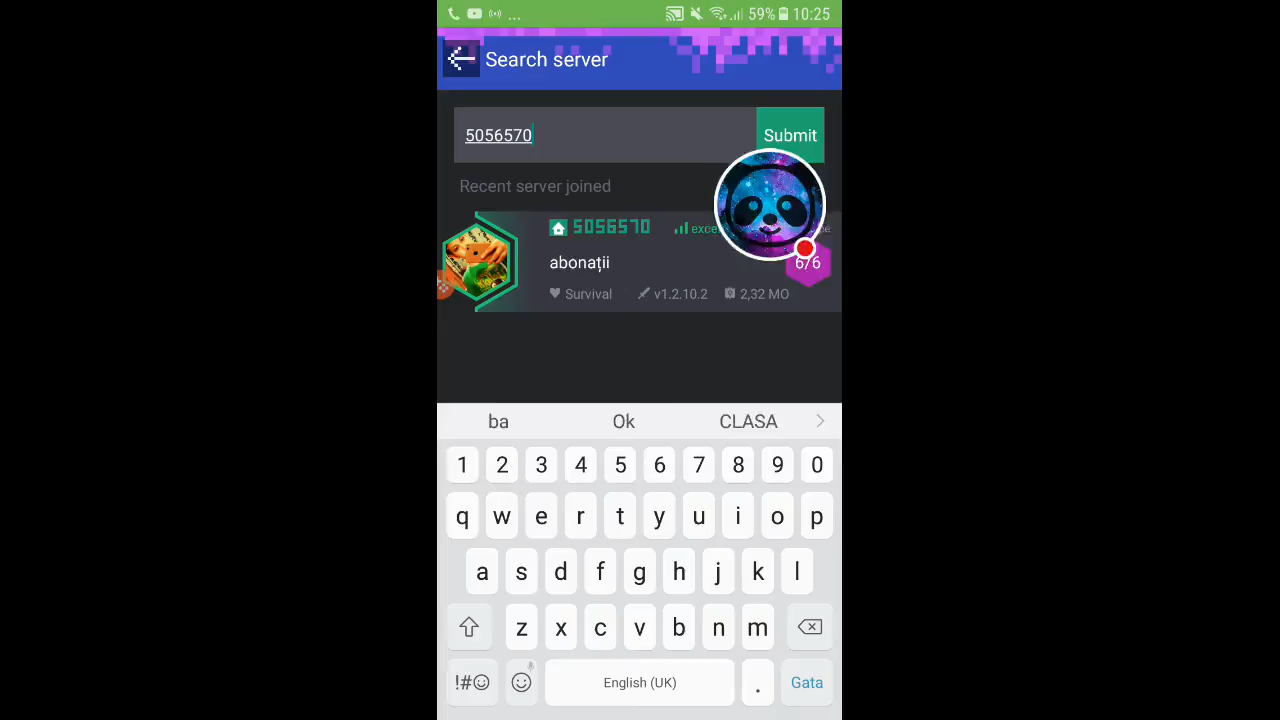 ... 59% 10:25
Search server
5056570 Submit
Recent server joined
5056570
abonații
6/6
Survival v1.2.10.2 2,32 MO
ba Ok CLASA
1 2 3 4 5 6 7 8 9 0
q w e r t y u i o p
a s d f g h j k l
z x c v b n m
!#☺ English (UK) . Gata